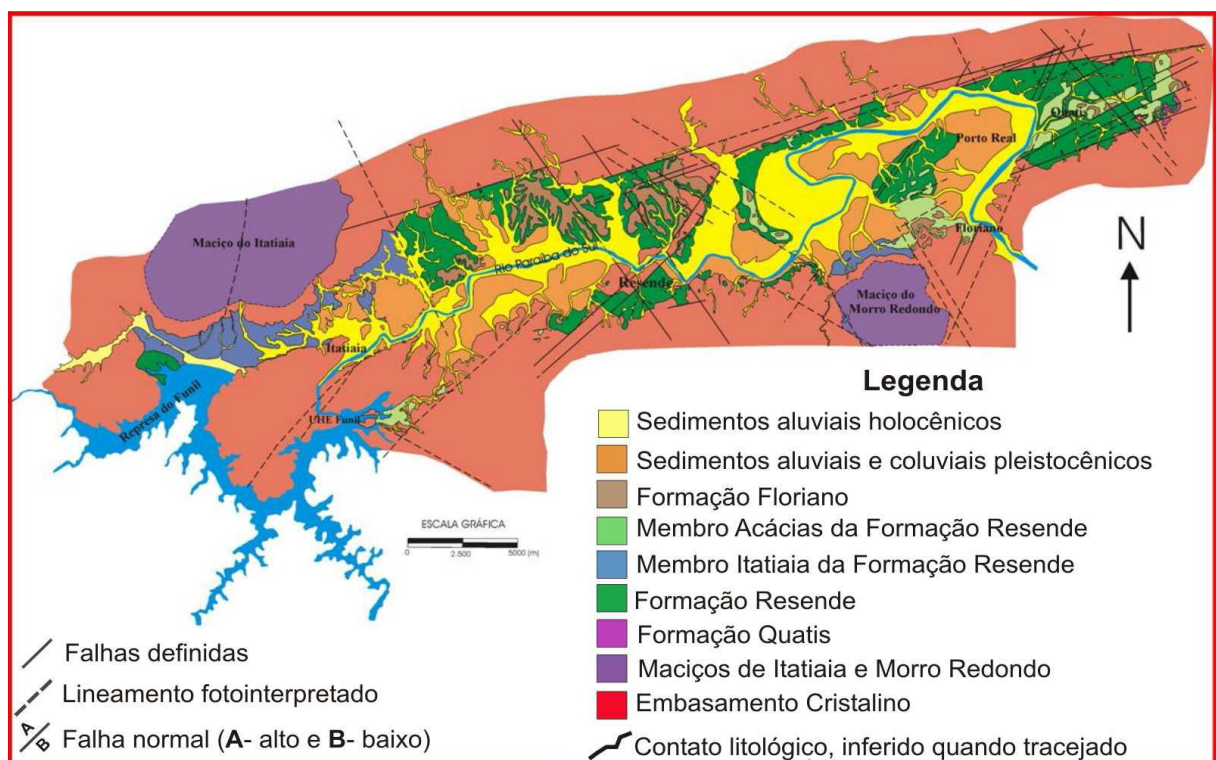 Quatis
Porto Real
Maciço do Itatiaia
Floriano
Rio Paraíba do Sul
N
Resende
Maciço do
Morro Redondo
Itatiaia
Represa do Funil
UHE Funil
Legenda
Sedimentos aluviais holocênicos
Sedimentos aluviais e coluviais pleistocênicos
Formação Floriano
Membro Acácias da Formação Resende
Membro Itatiaia da Formação Resende
Formação Resende
Formação Quatis
Maciços de Itatiaia e Morro Redondo
Embasamento Cristalino
Contato litológico, inferido quando tracejado
ESCALA GRÁFICA
0 2.500 5000 (m)
Falhas definidas
Lineamento fotointerpretado
A/B Falha normal (A- alto e B- baixo)